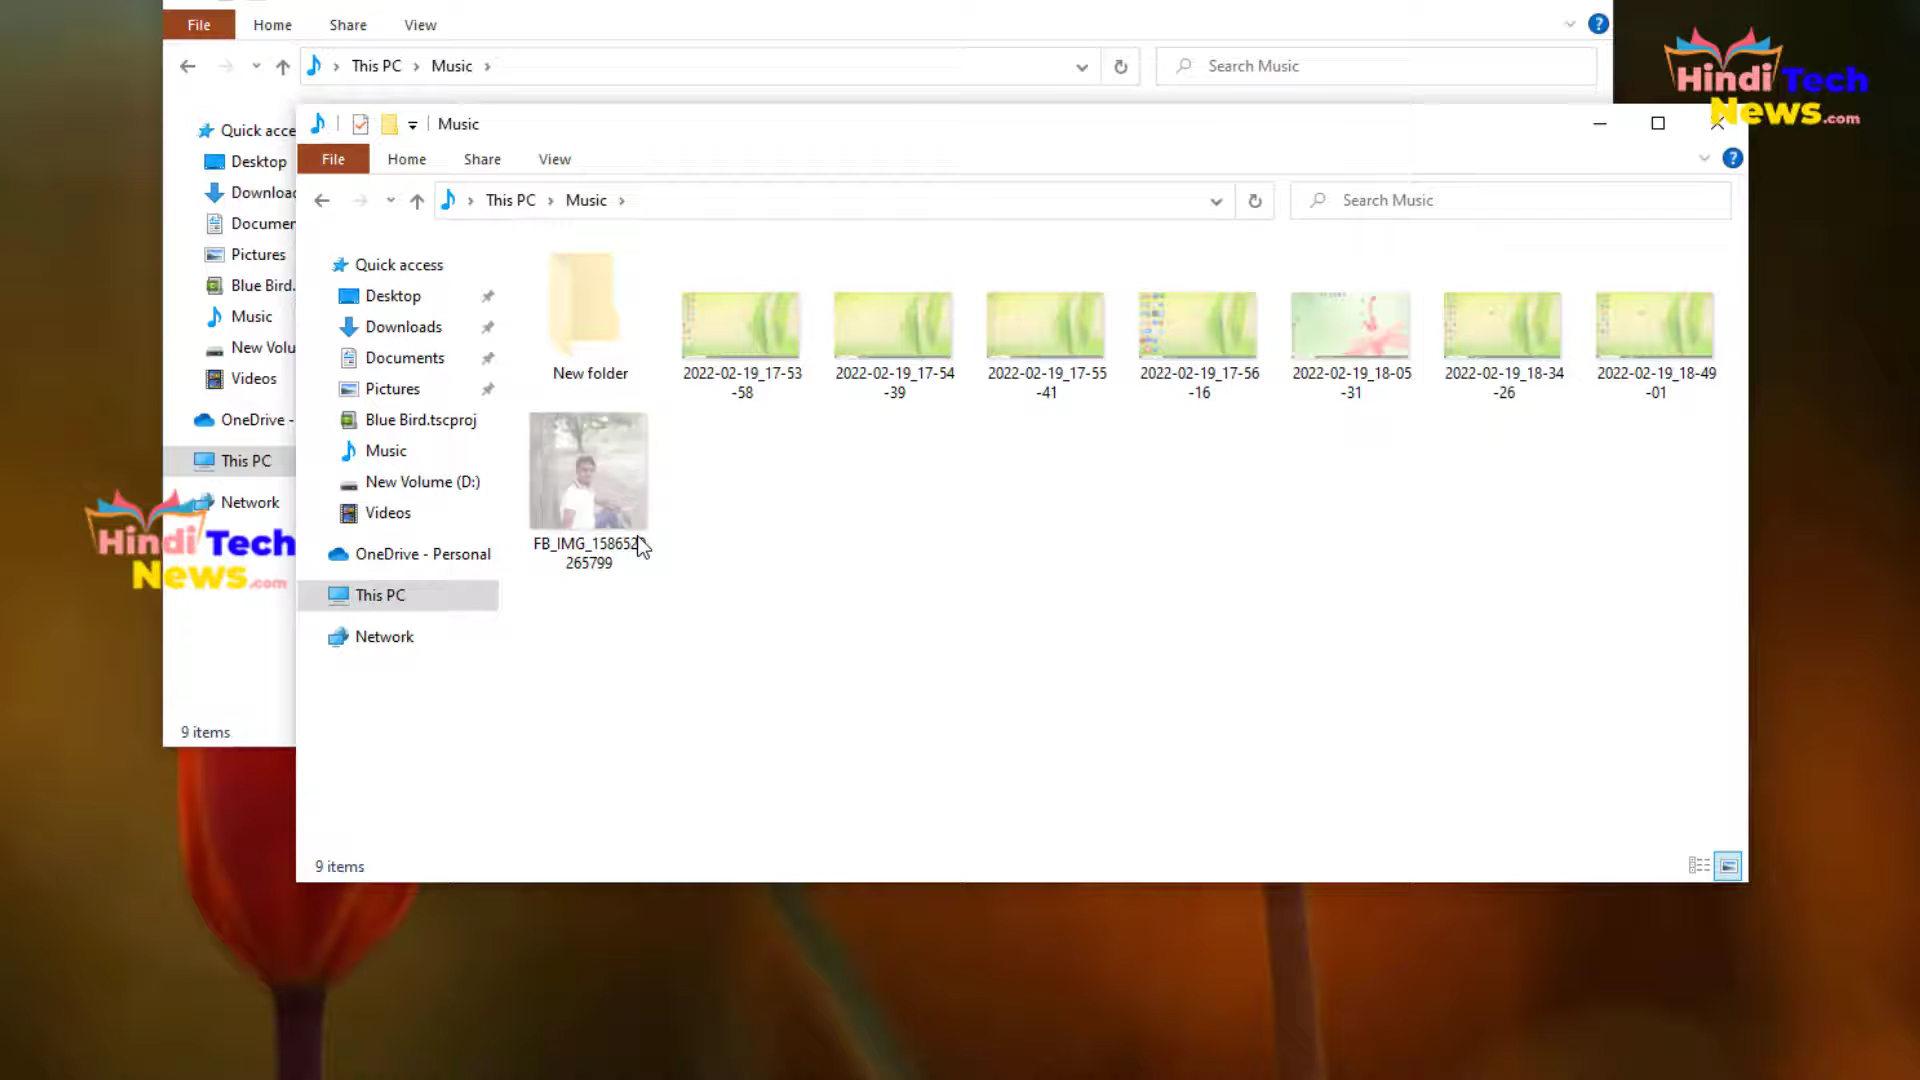 File Home Share View
This PC Music
Search Music
Hindi Tech
News.com
Music
File Home Share View
This PC Music
Search Music
Quick acce
Desktop
Downloa
Documen
Pictures
Blue Bird.
Music
New Volu
Videos
OneDrive -
This PC
Network
Hindi Tech
News.com
9 items
Quick access
Desktop
Downloads
Documents
Pictures
Blue Bird.tscproj
Music
New Volume (D:)
Videos
OneDrive - Personal
This PC
Network
New folder
2022-02-19_17-53
-58
2022-02-19_17-54
-39
2022-02-19_17-55
-41
2022-02-19_17-56
-16
2022-02-19_18-05
-31
2022-02-19_18-34
-26
2022-02-19_18-49
-01
265799
9 items